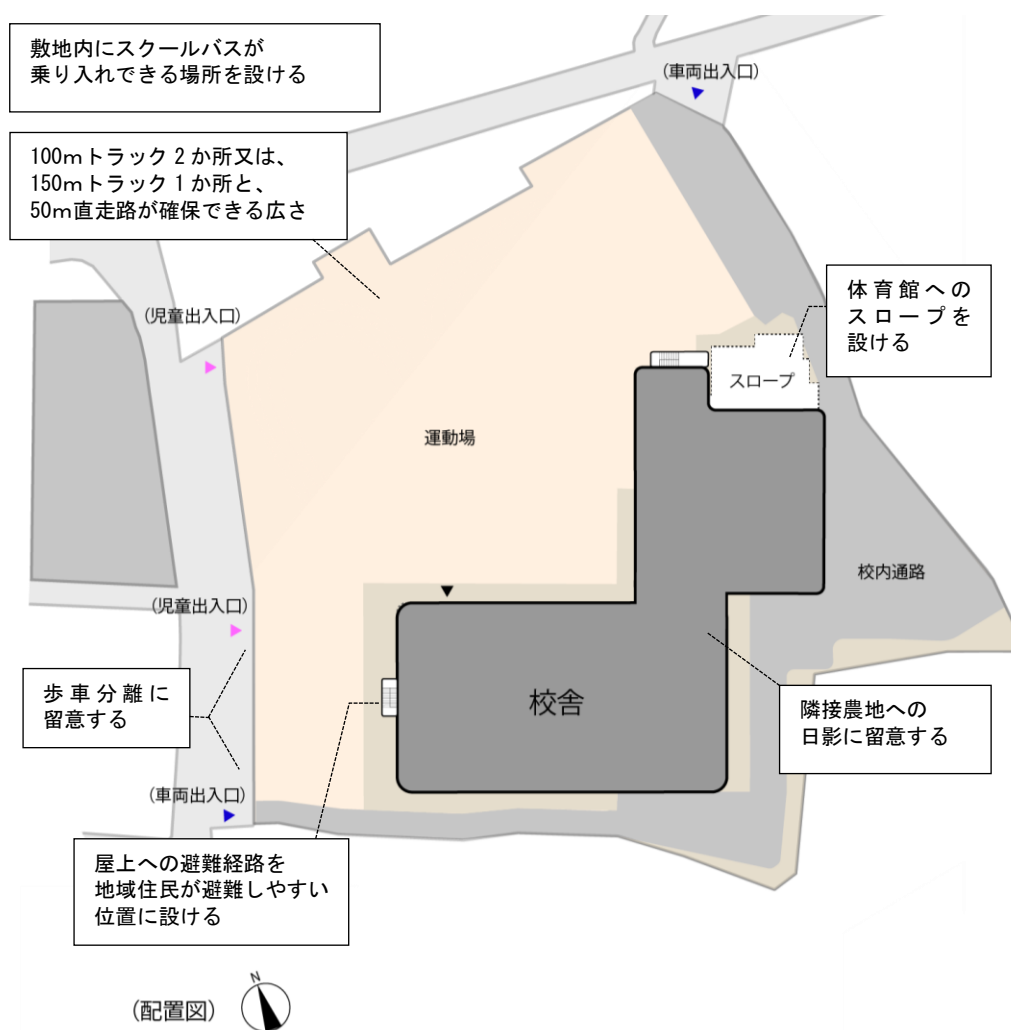 敷地内にスクールバスが
乗り入れできる場所を設ける
(車両出入口)
100mトラック2か所又は、
150mトラック1か所と、
50m直走路が確保できる広さ
(児童出入口)
体育館への
スロープを
設ける
スロープ
運動場
校内通路
(児童出入口)
歩車分離に
留意する
校舎
隣接農地への
日影に留意する
(車両出入口)
屋上への避難経路を
地域住民が避難しやすい
位置に設ける
N
(配置図)